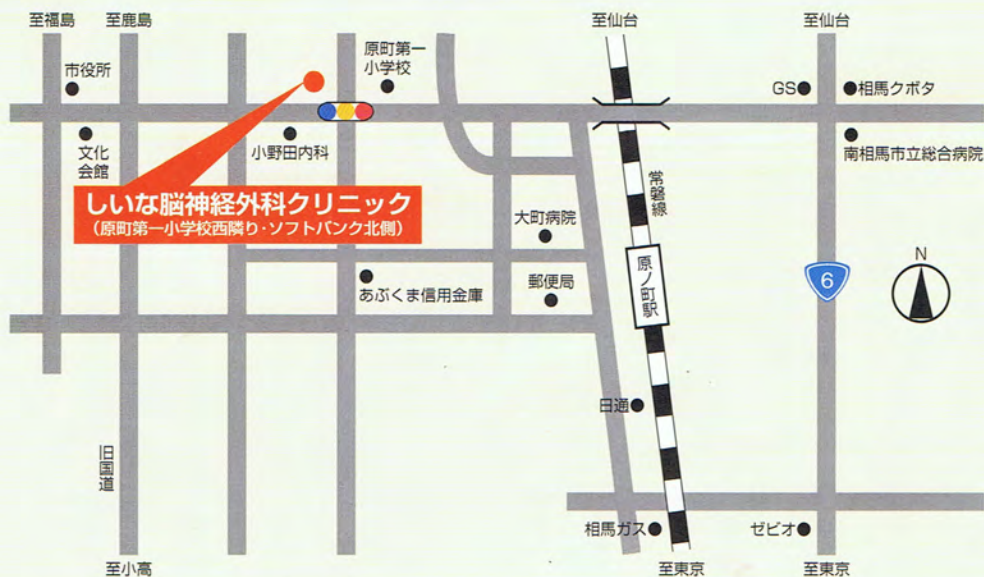 至福島
至鹿島
至仙台
至仙台
市役所
原町第一
小学校
GS
相馬クボタ
文化
会館
小野田内科
南相馬市立総合病院
しいな脳神経外科クリニック
(原町第一小学校西隣り・ソフトバンク北側)
常磐線
大町病院
原ノ町駅
6
N
あぶくま信用金庫
郵便局
日通
旧国道
相馬ガス
ゼビオ
至小高
至東京
至東京